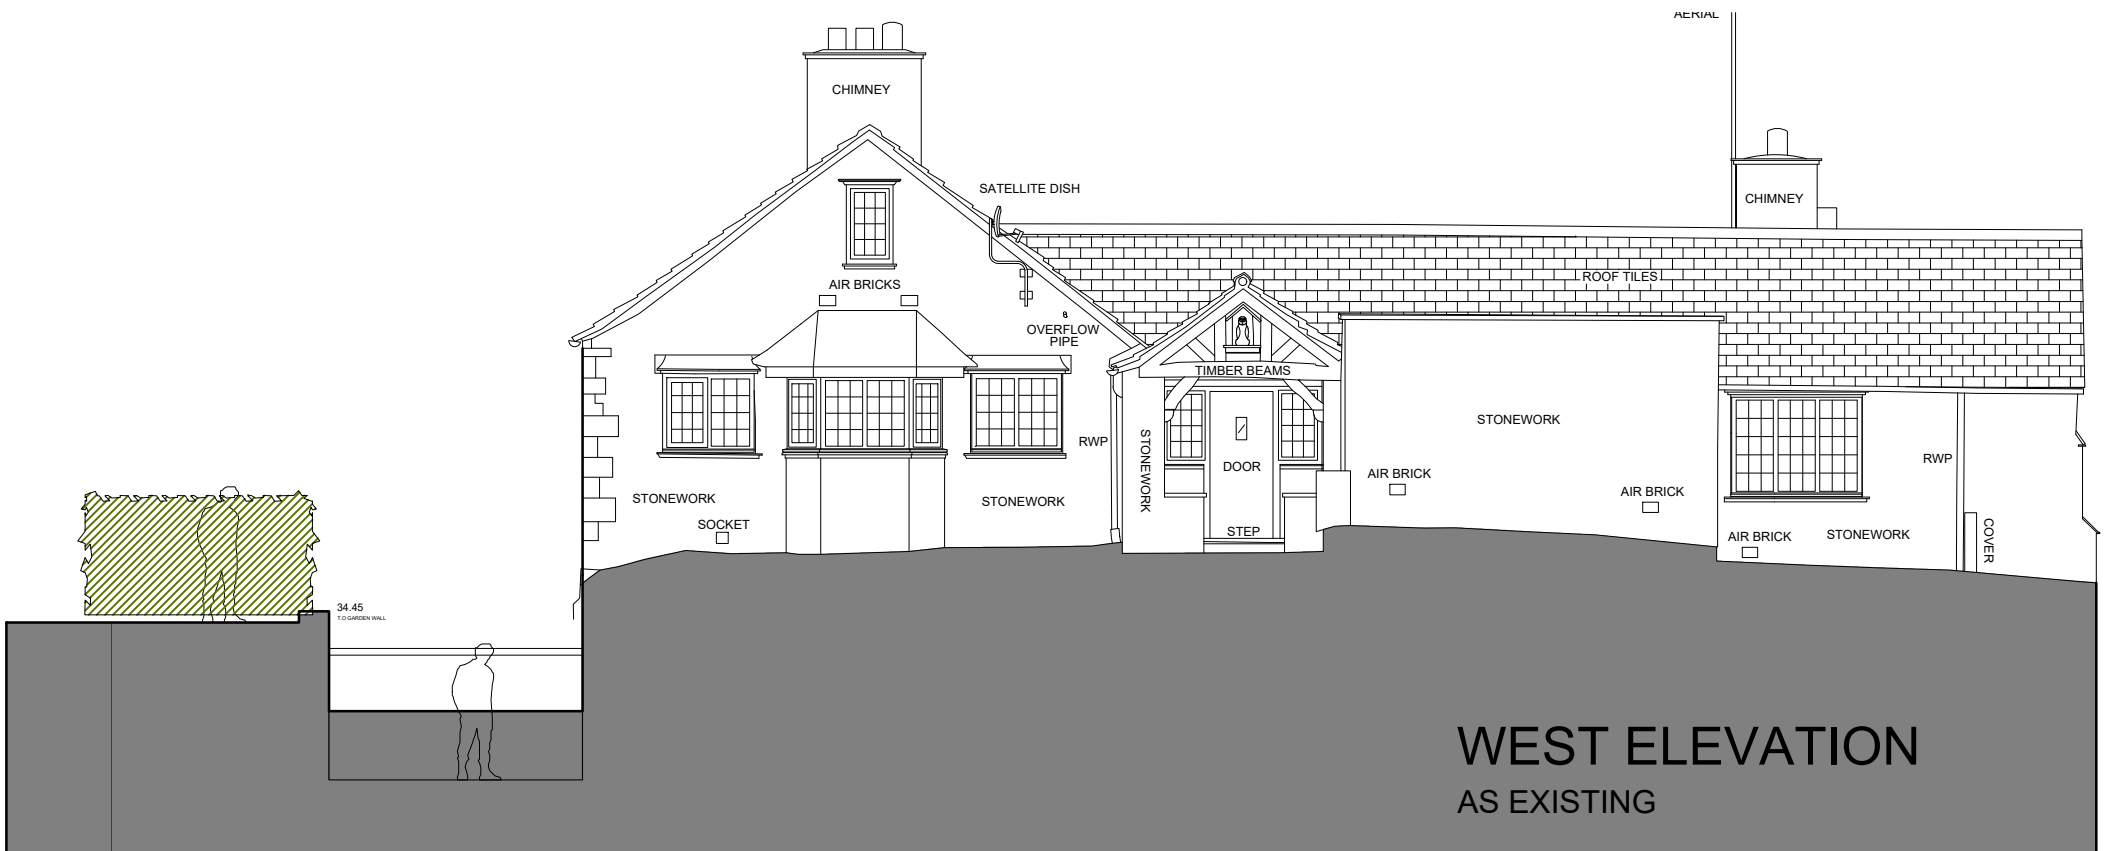 AERIAL
CHIMNEY
SATELLITE DISH
CHIMNEY
AIR BRICKS
ROOF TILES
OVERFLOW
PIPE
TIMBER BEAMS
STONEWORK
RWP
STONEWORK
DOOR
RWP
AIR BRICK
STONEWORK
STONEWORK
AIR BRICK
SOCKET
STEP
AIR BRICK
STONEWORK
COVER
34.45
T.O GARDEN WALL
WEST ELEVATION
AS EXISTING